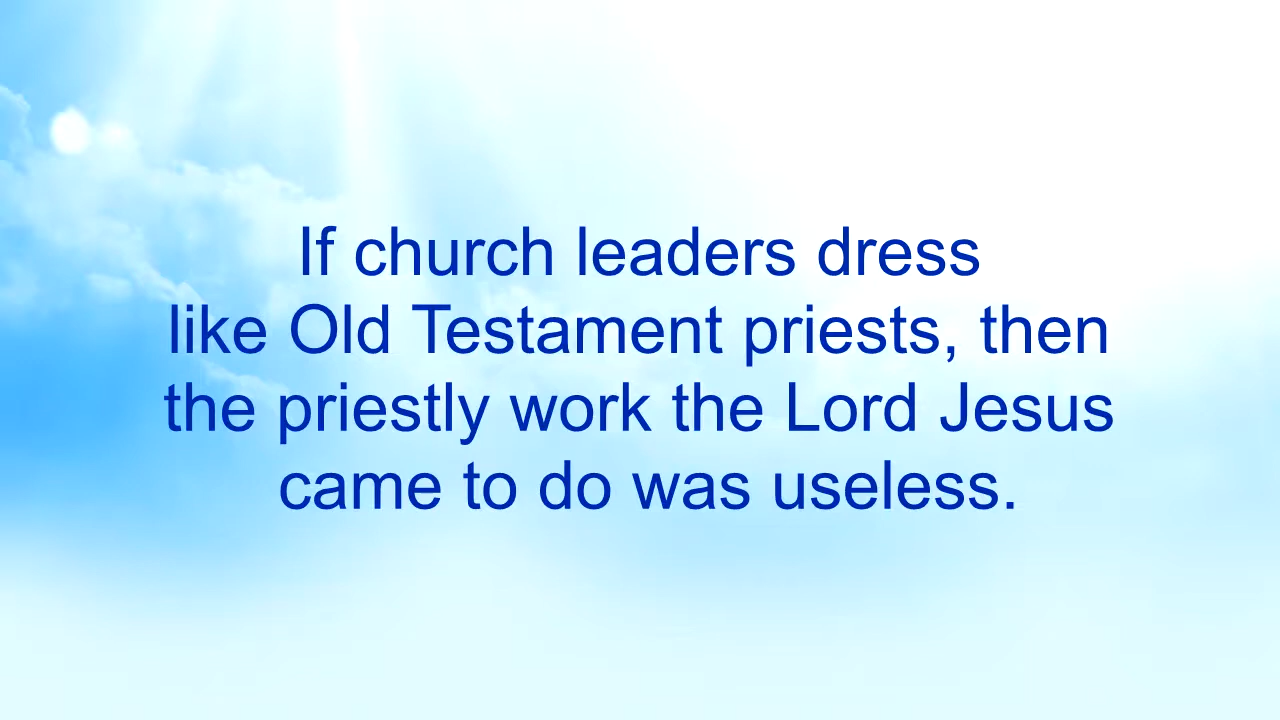 If church leaders dress
like Old Testament priests, then
the priestly work the Lord Jesus
came to do was useless.